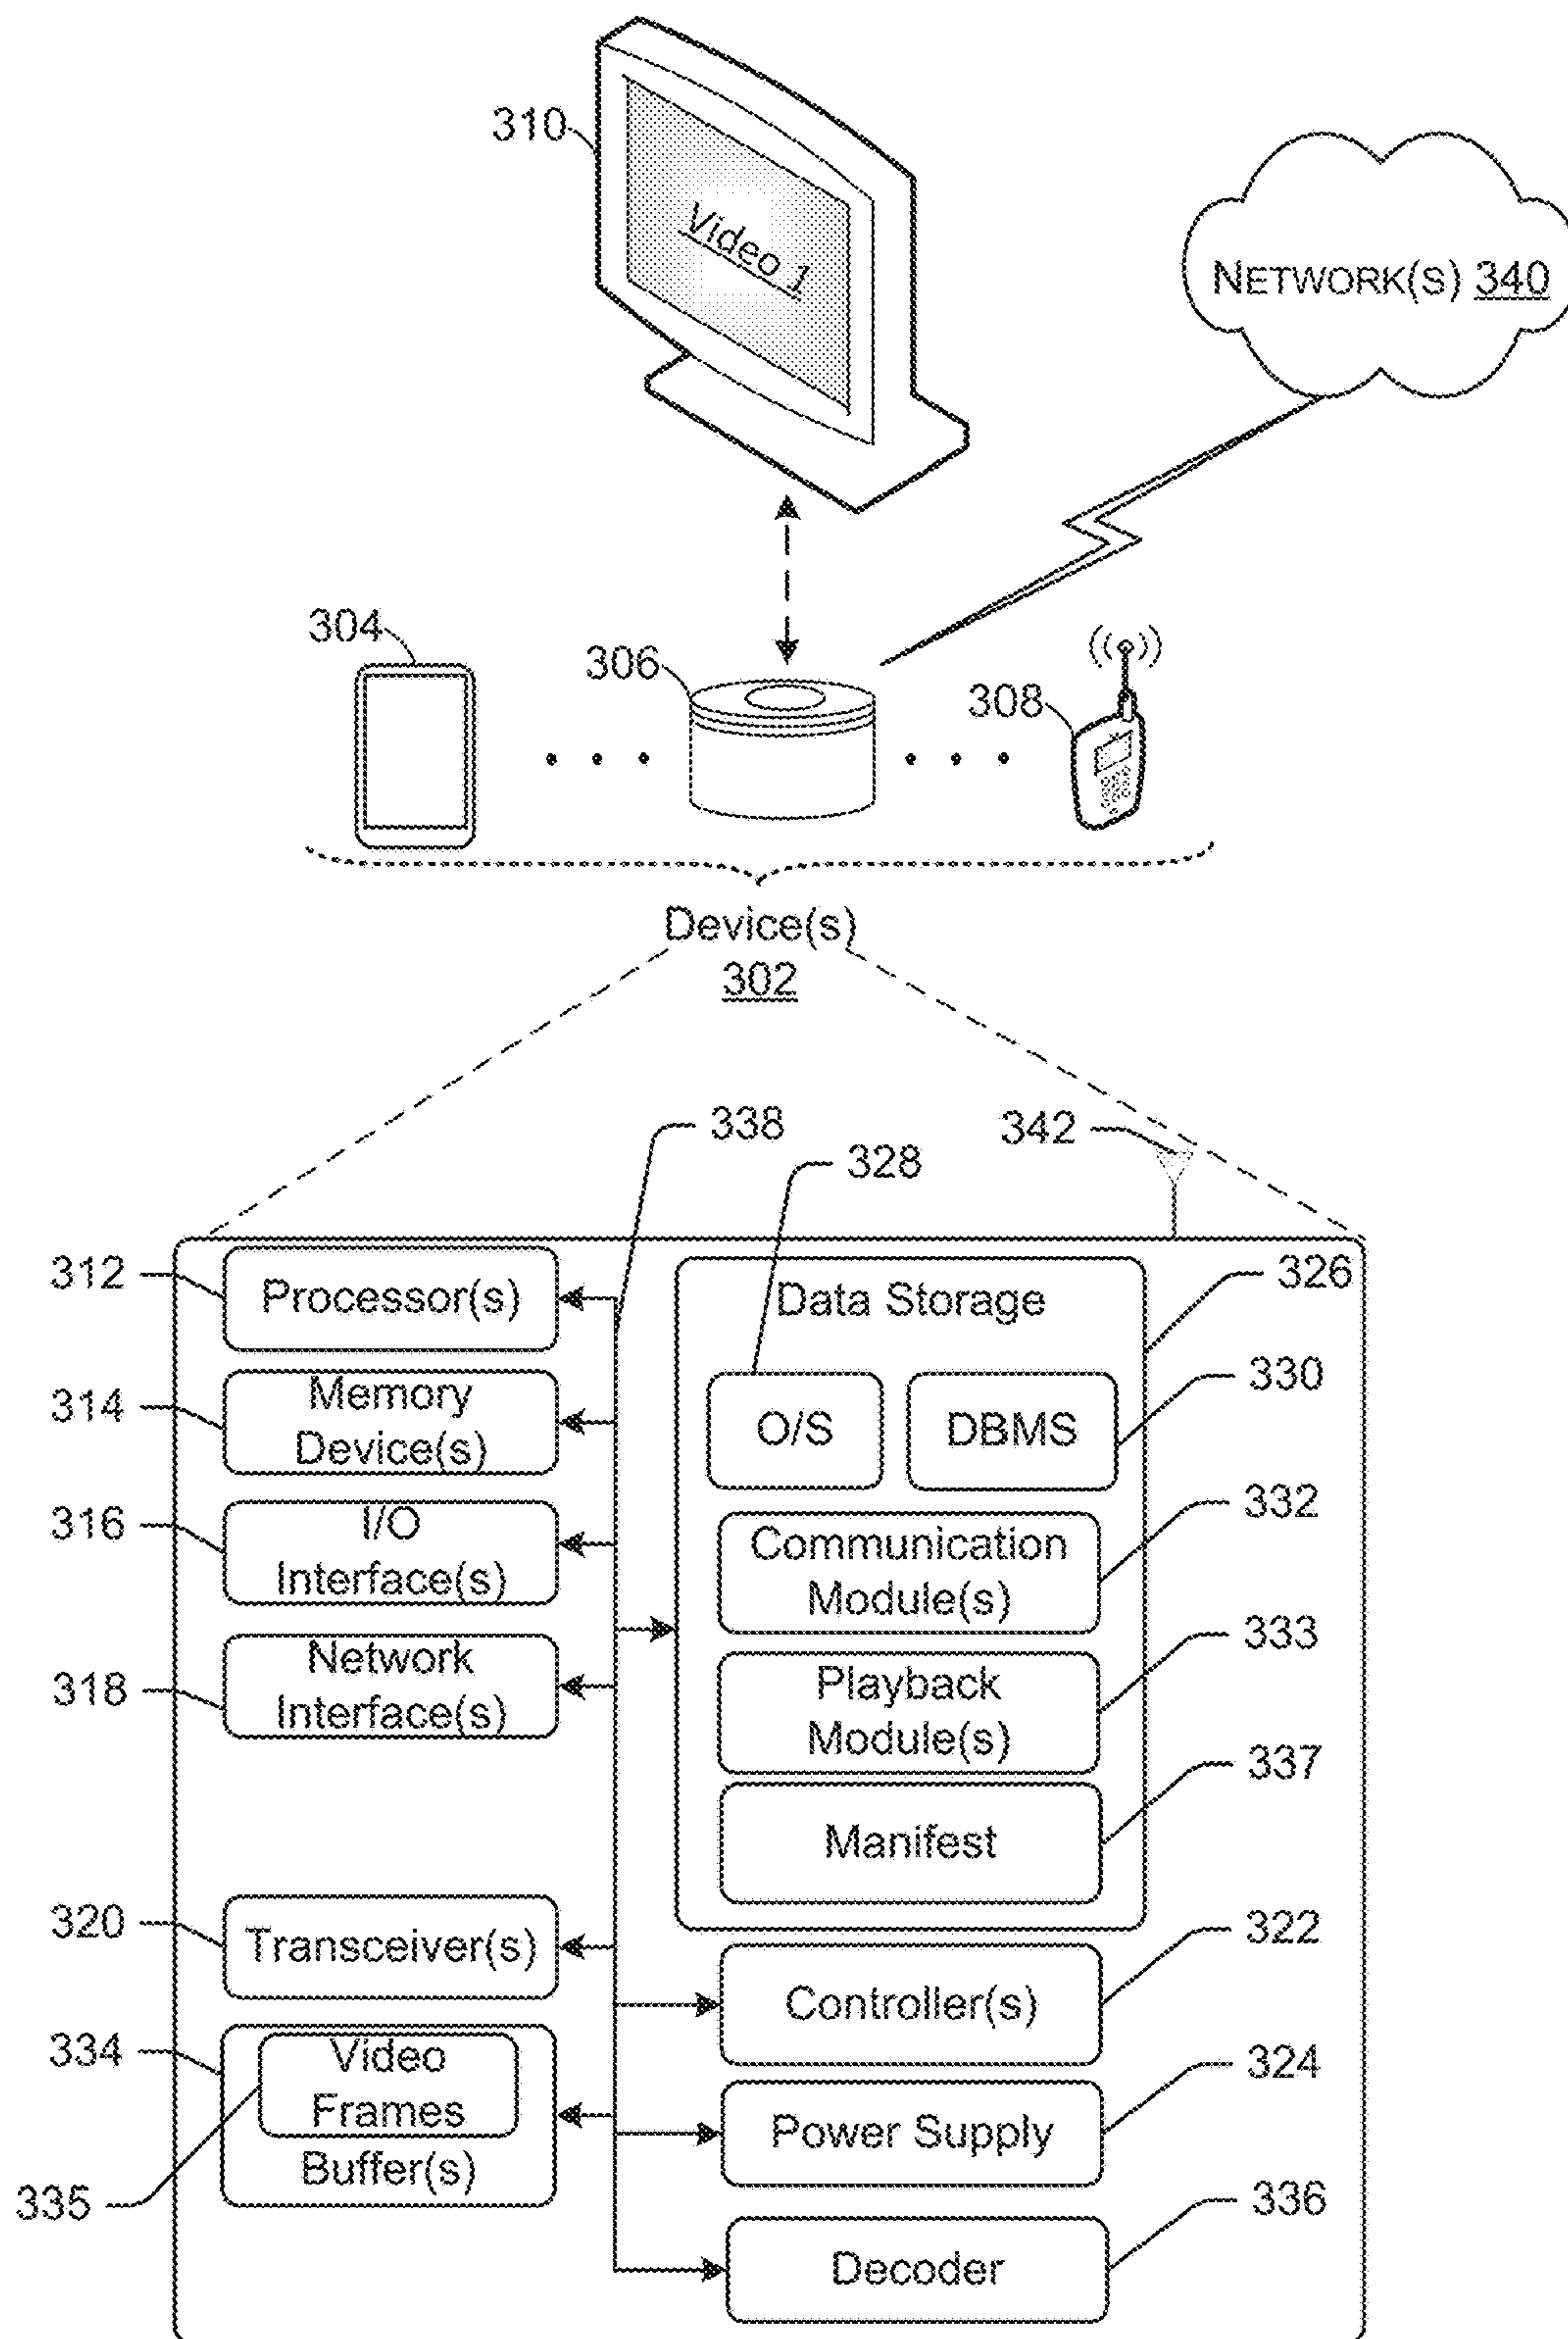 310
Video 1
NETWORK(S) 340
304
306
308
Device(s)
302
338
342
328
312
Processor(s)
Data Storage
326
314
Memory
Device(s)
O/S
DBMS
330
316
I/O
Interface(s)
Communication
Module(s)
332
318
Network
Interface(s)
Playback
Module(s)
333
Manifest
337
320
Transceiver(s)
Controller(s)
322
334
Video
Frames
Buffer(s)
335
Power Supply
324
Decoder
336